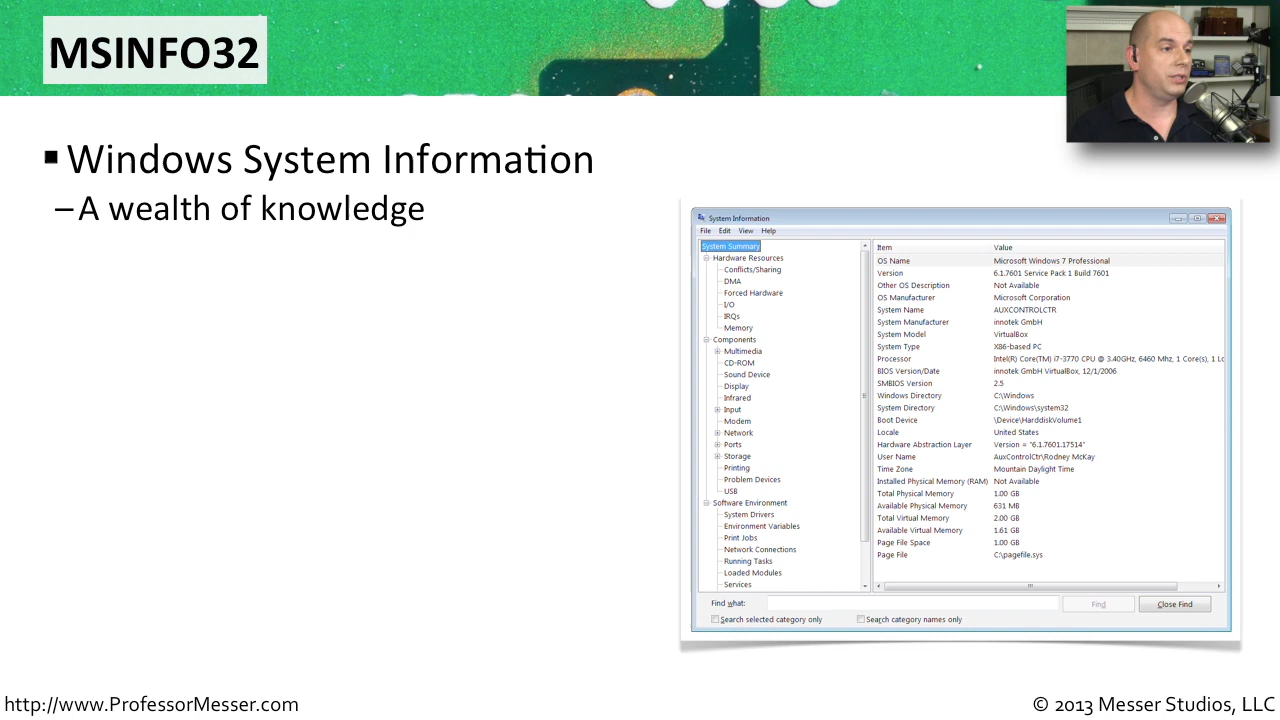 MSINFO32
▪ Windows System Information
– A wealth of knowledge
System Information
File Edit View Help
System Summary
Hardware Resources
Conflicts/Sharing
DMA
Forced Hardware
I/O
IRQs
Memory
Components
Multimedia
CD-ROM
Sound Device
Display
Infrared
Input
Modem
Network
Ports
Storage
Printing
Problem Devices
USB
Software Environment
System Drivers
Environment Variables
Print Jobs
Network Connections
Running Tasks
Loaded Modules
Services
Item Value
OS Name Microsoft Windows 7 Professional
Version 6.1.7601 Service Pack 1 Build 7601
Other OS Description Not Available
OS Manufacturer Microsoft Corporation
System Name AUXCONTROLCTR
System Manufacturer innotek GmbH
System Model VirtualBox
System Type X86-based PC
Processor Intel(R) Core(TM) i7-3770 CPU @ 3.40GHz, 6460 Mhz, 1 Core(s), 1 Lo
BIOS Version/Date innotek GmbH VirtualBox, 12/1/2006
SMBIOS Version 2.5
Windows Directory C:\Windows
System Directory C:\Windows\system32
Boot Device \Device\HarddiskVolume1
Locale United States
Hardware Abstraction Layer Version = "6.1.7601.17514"
User Name AuxControlCtr\Rodney McKay
Time Zone Mountain Daylight Time
Installed Physical Memory (RAM) Not Available
Total Physical Memory 1.00 GB
Available Physical Memory 631 MB
Total Virtual Memory 2.00 GB
Available Virtual Memory 1.61 GB
Page File Space 1.00 GB
Page File C:\pagefile.sys
Find what: Find Close Find
Search selected category only Search category names only
http://www.ProfessorMesser.com
© 2013 Messer Studios, LLC